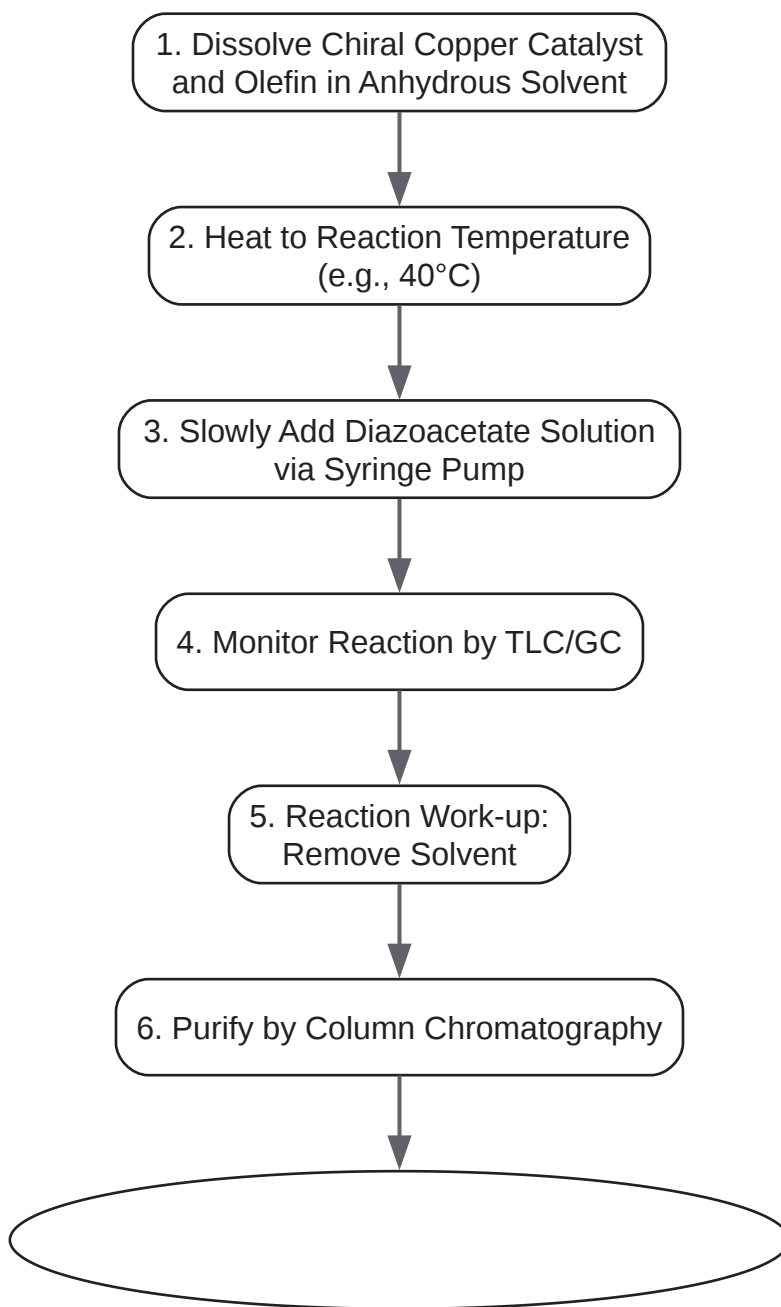 1. Dissolve Chiral Copper Catalyst
and Olefin in Anhydrous Solvent
2. Heat to Reaction Temperature
(e.g., 40°C)
3. Slowly Add Diazoacetate Solution
via Syringe Pump
4. Monitor Reaction by TLC/GC
5. Reaction Work-up:
Remove Solvent
6. Purify by Column Chromatography